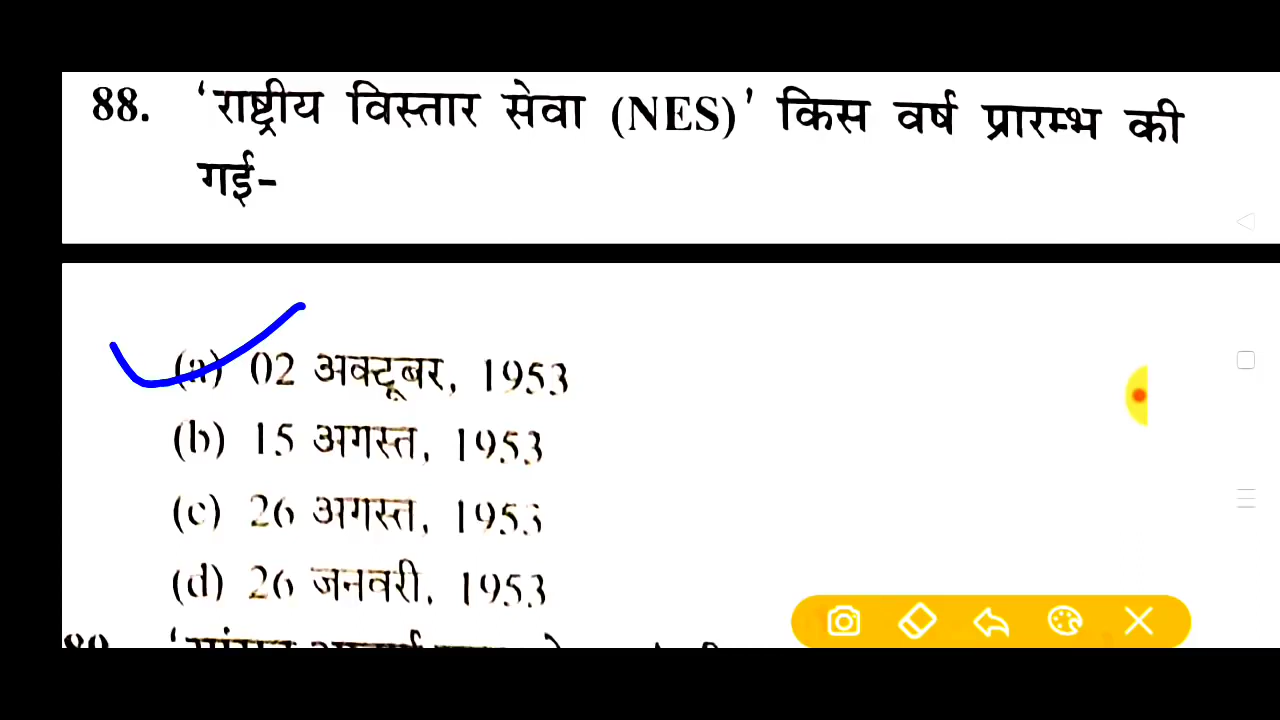 88. ‘राष्ट्रीय विस्तार सेवा (NES)’ किस वर्ष प्रारम्भ की
गई-
(a) 02 अक्टूबर, 1953
(b) 15 अगस्त, 1953
(c) 26 अगस्त, 1953
(d) 26 जनवरी, 1953